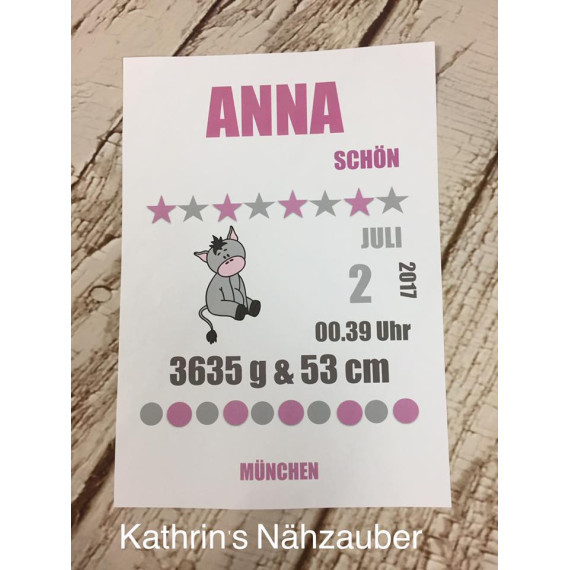 ANNA
SCHÖN
JULI
2
2017
00.39 Uhr
3635 g & 53 cm
MÜNCHEN
Kathrin's Nähzauber